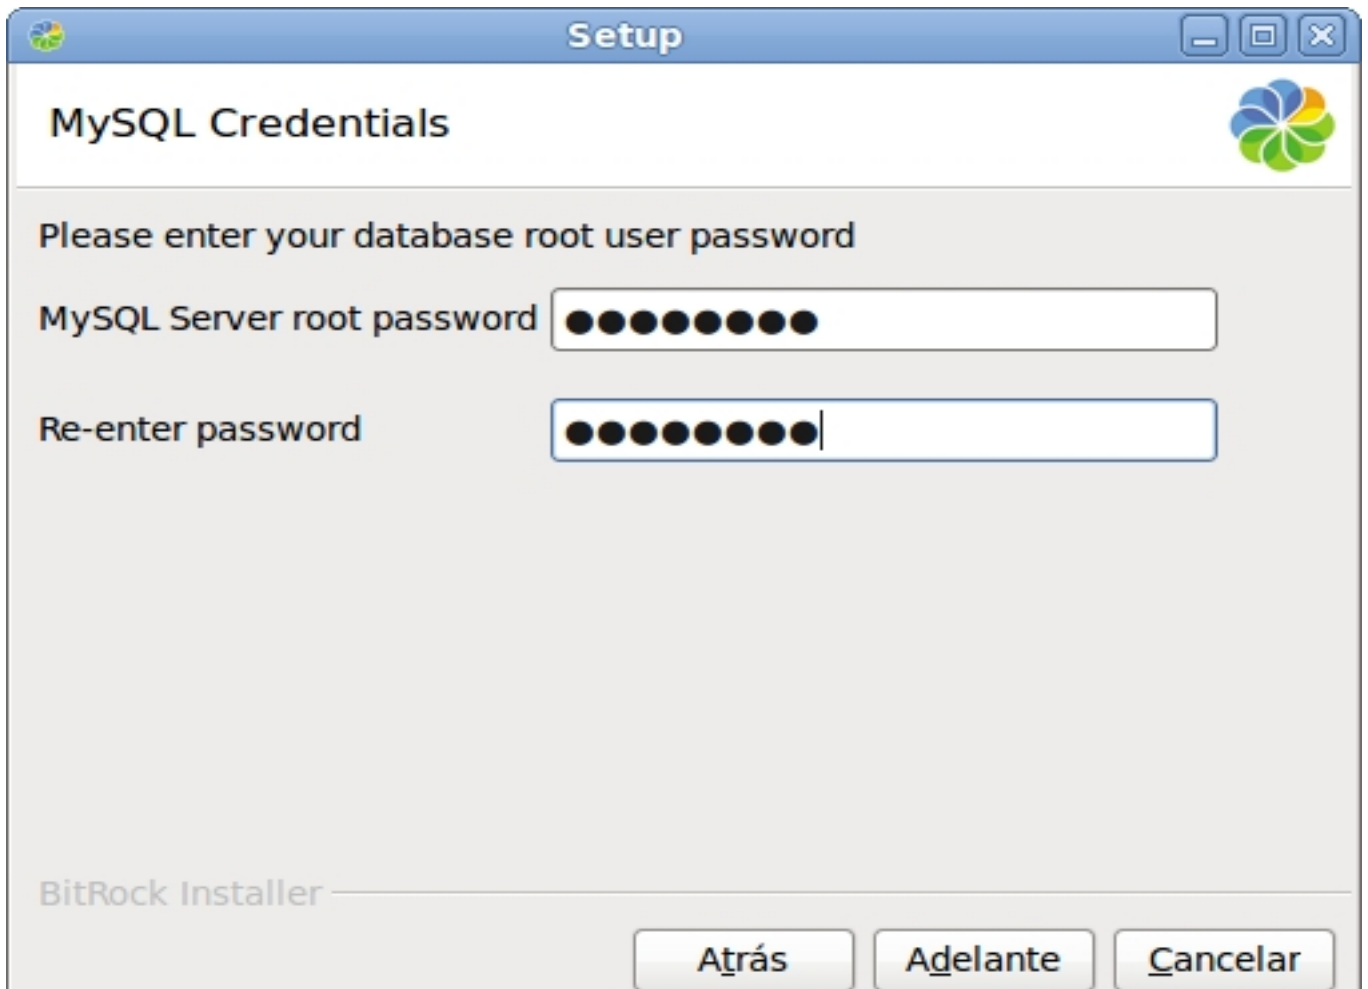 Setup
MySQL Credentials
Please enter your database root user password
MySQL Server root password ●●●●●●●●
Re-enter password ●●●●●●●●
BitRock Installer
Atrás Adelante Cancelar